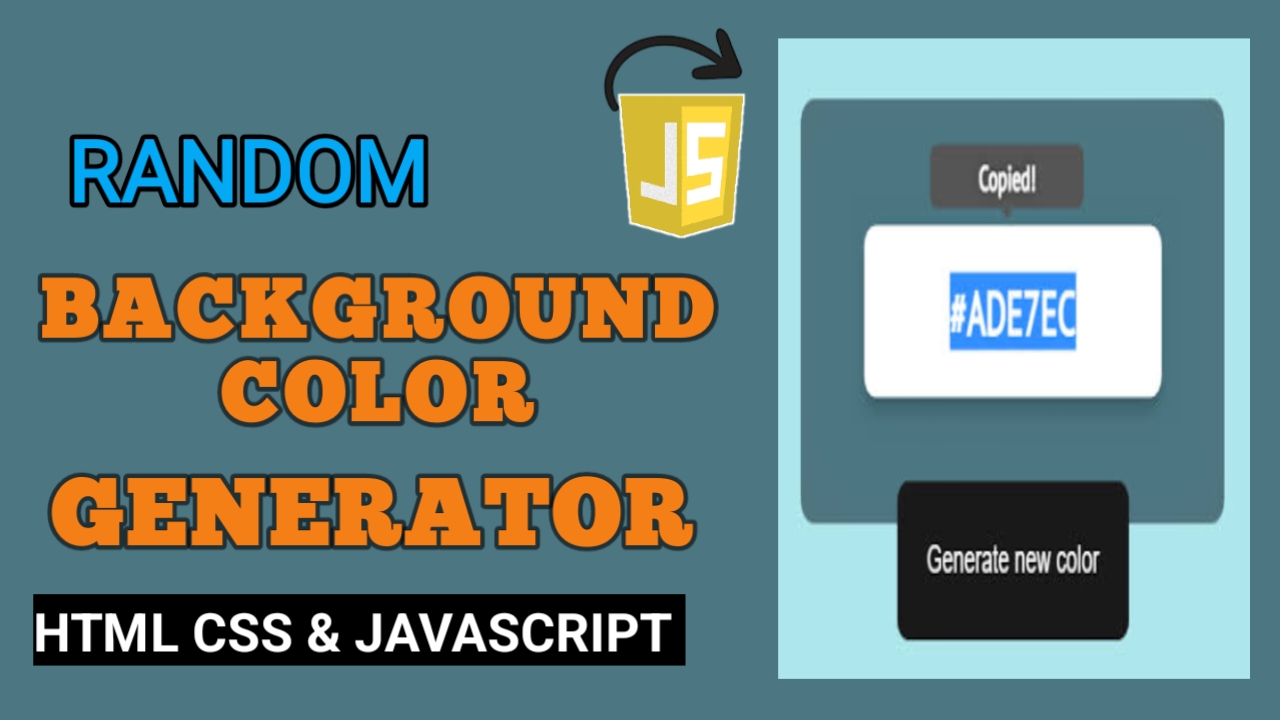 RANDOM
BACKGROUND
COLOR
GENERATOR
HTML CSS & JAVASCRIPT
JS
Copied!
#ADE7EC
Generate new color